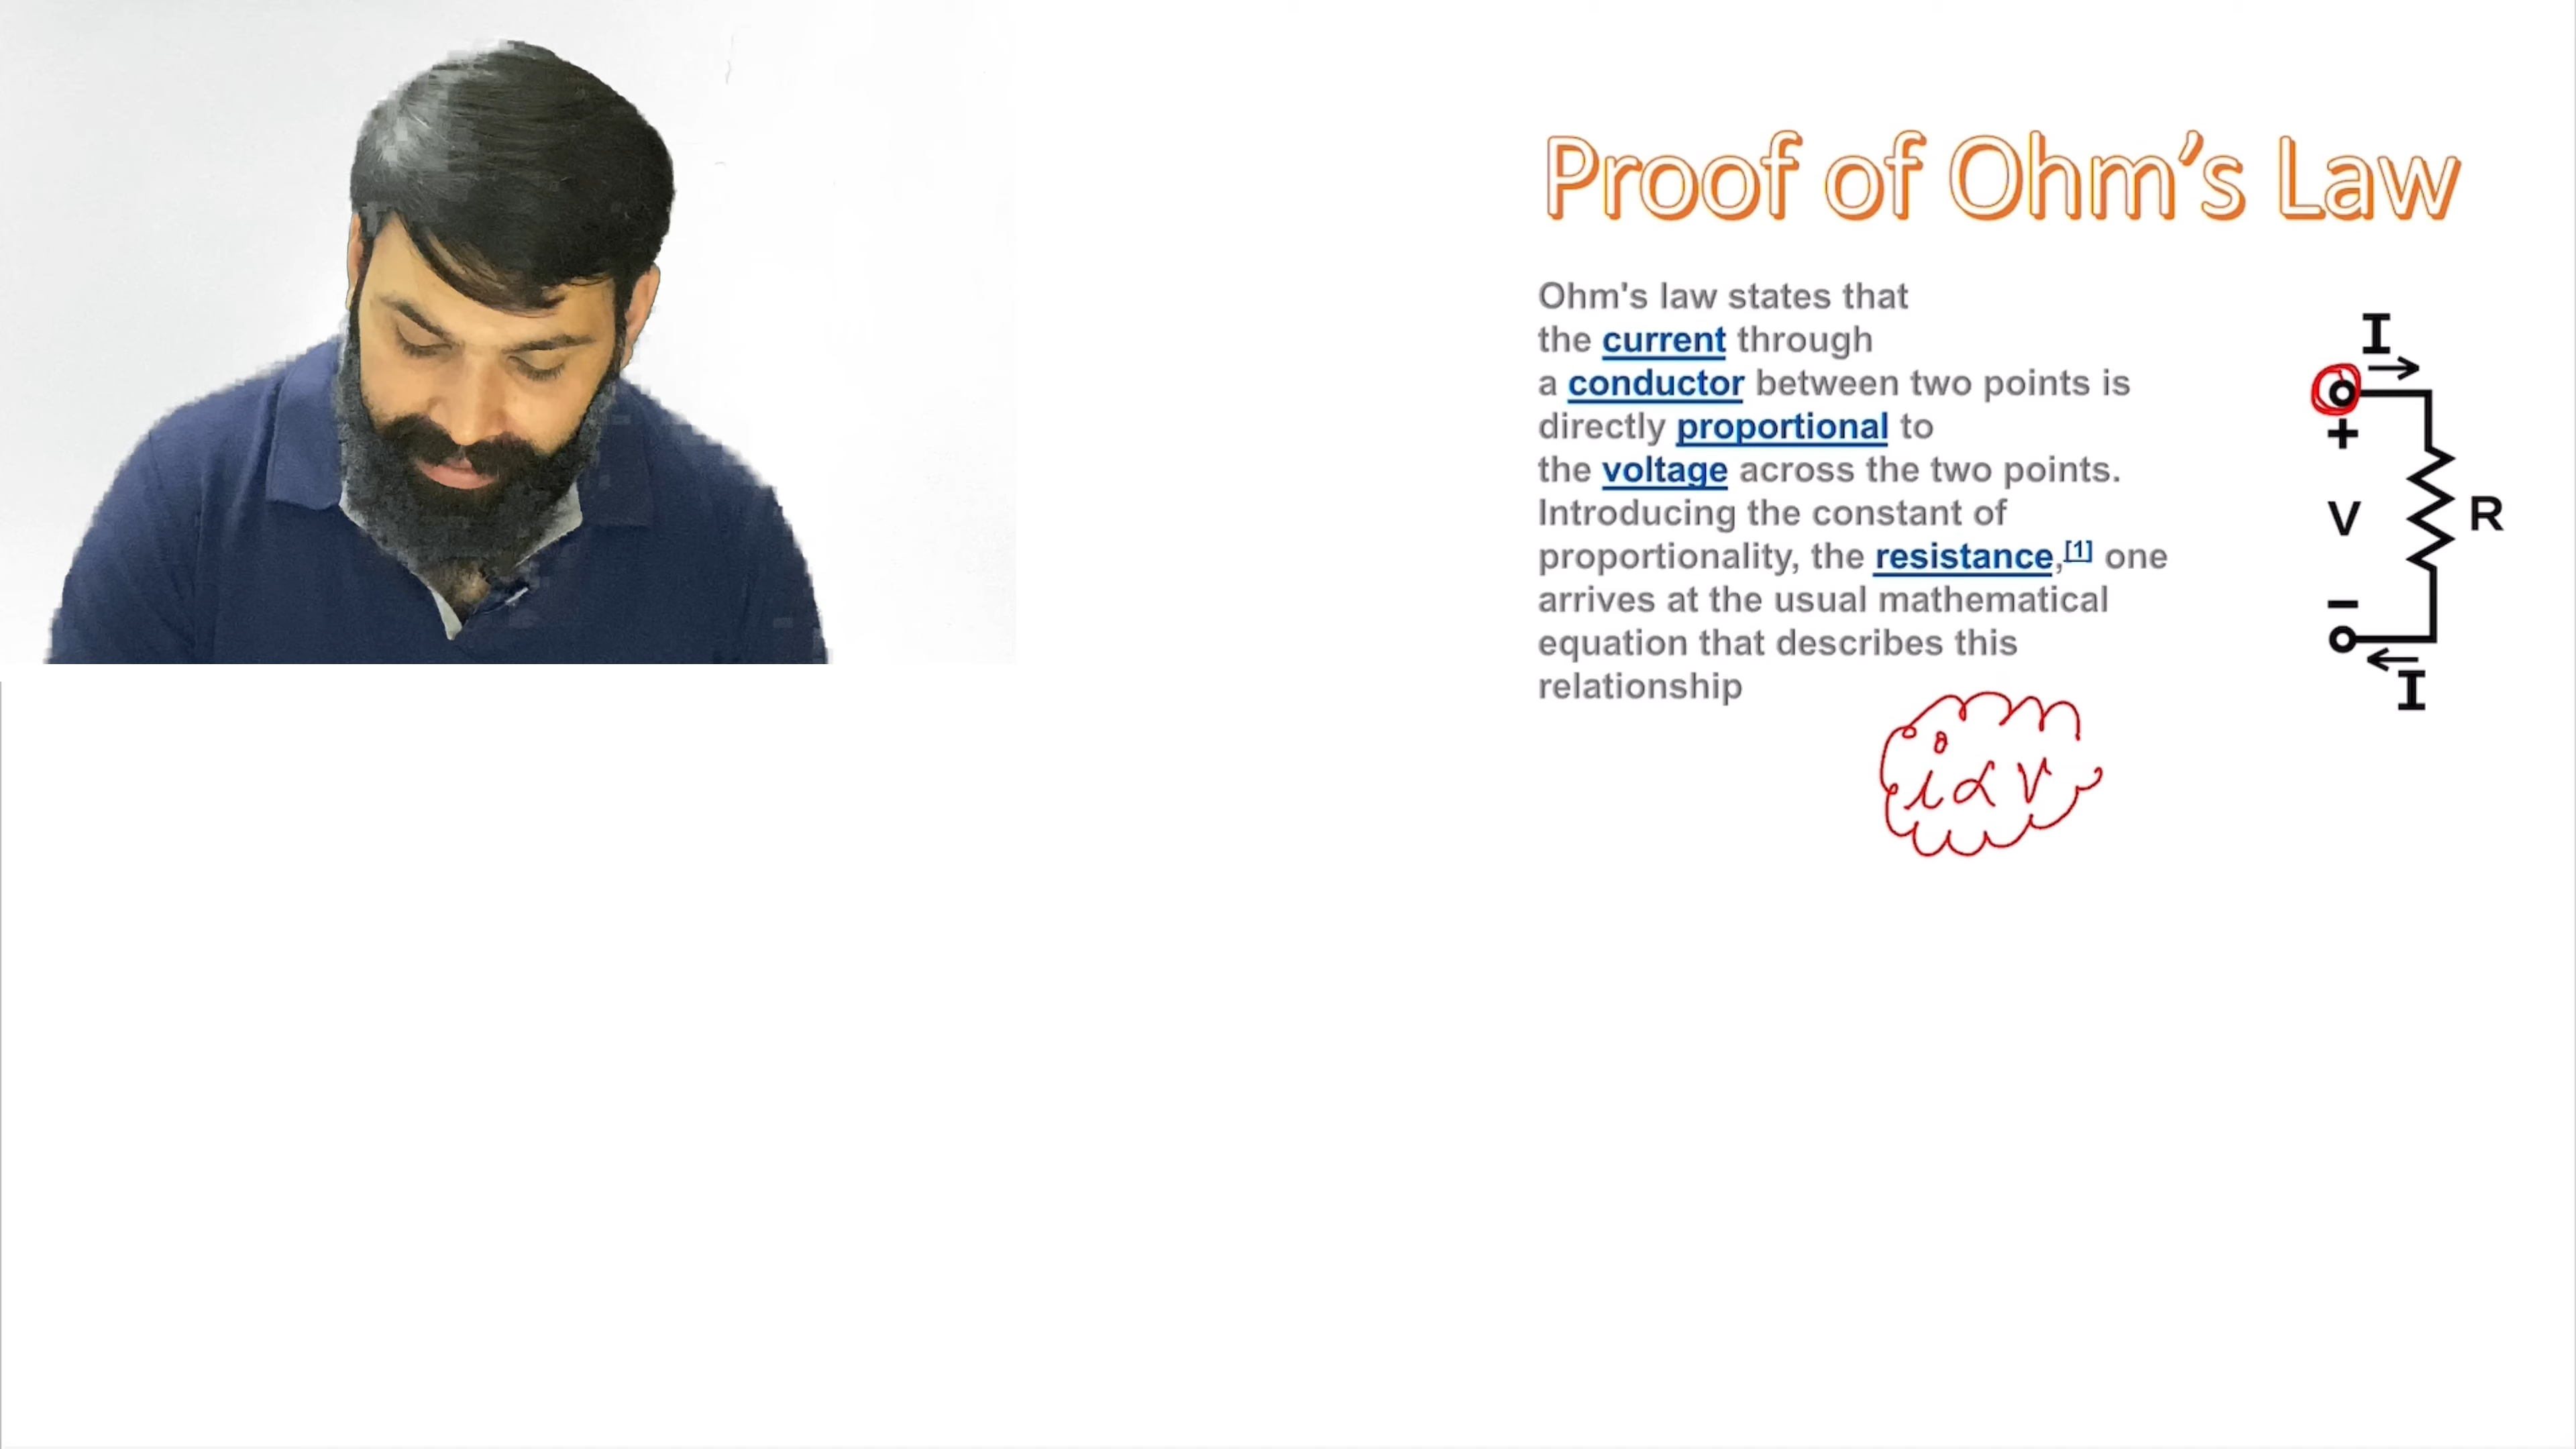 Proof of Ohm's Law
Ohm's law states that
the current through
a conductor between two points is
directly proportional to
the voltage across the two points.
Introducing the constant of
proportionality, the resistance,[1] one
arrives at the usual mathematical
equation that describes this
relationship
I
+
V
R
−
I
i ∝ V